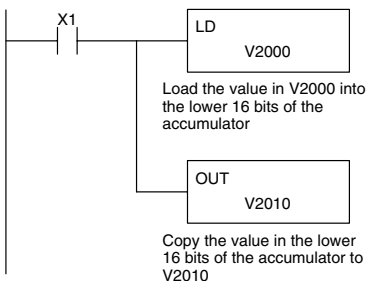 X1
LD
V2000
Load the value in V2000 into
the lower 16 bits of the
accumulator
OUT
V2010
Copy the value in the lower
16 bits of the accumulator to
V2010